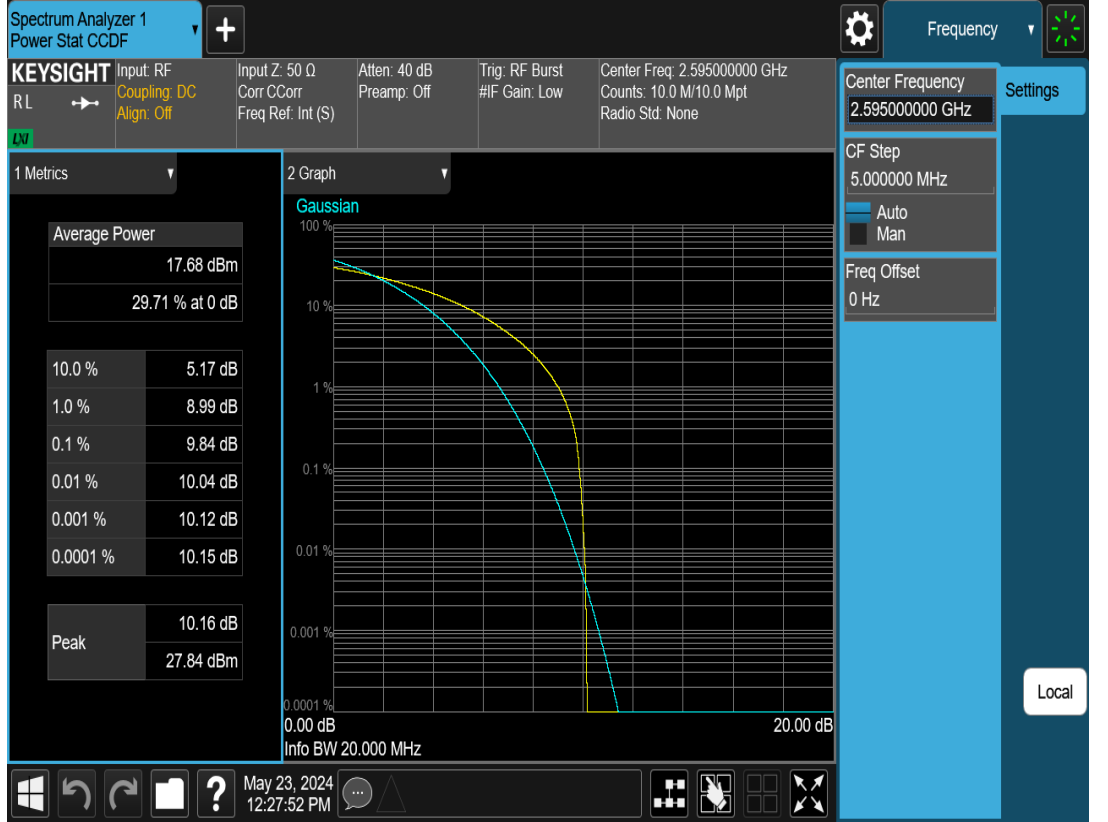 Spectrum Analyzer 1
Power Stat CCDF
Frequency
KEYSIGHT
RL
LXI
Input: RF
Coupling: DC
Align: Off
Input Z: 50 Ω
Corr CCorr
Freq Ref: Int (S)
Atten: 40 dB
Preamp: Off
Trig: RF Burst
#IF Gain: Low
Center Freq: 2.595000000 GHz
Counts: 10.0 M/10.0 Mpt
Radio Std: None
Center Frequency
2.595000000 GHz
Settings
CF Step
5.000000 MHz
Auto
Man
Freq Offset
0 Hz
Local
1 Metrics
Average Power
17.68 dBm
29.71 % at 0 dB
10.0 % 5.17 dB
1.0 % 8.99 dB
0.1 % 9.84 dB
0.01 % 10.04 dB
0.001 % 10.12 dB
0.0001 % 10.15 dB
Peak
10.16 dB
27.84 dBm
2 Graph
Gaussian
100 %
10 %
1 %
0.1 %
0.01 %
0.001 %
0.0001 %
0.00 dB 20.00 dB
Info BW 20.000 MHz
?
May 23, 2024
12:27:52 PM